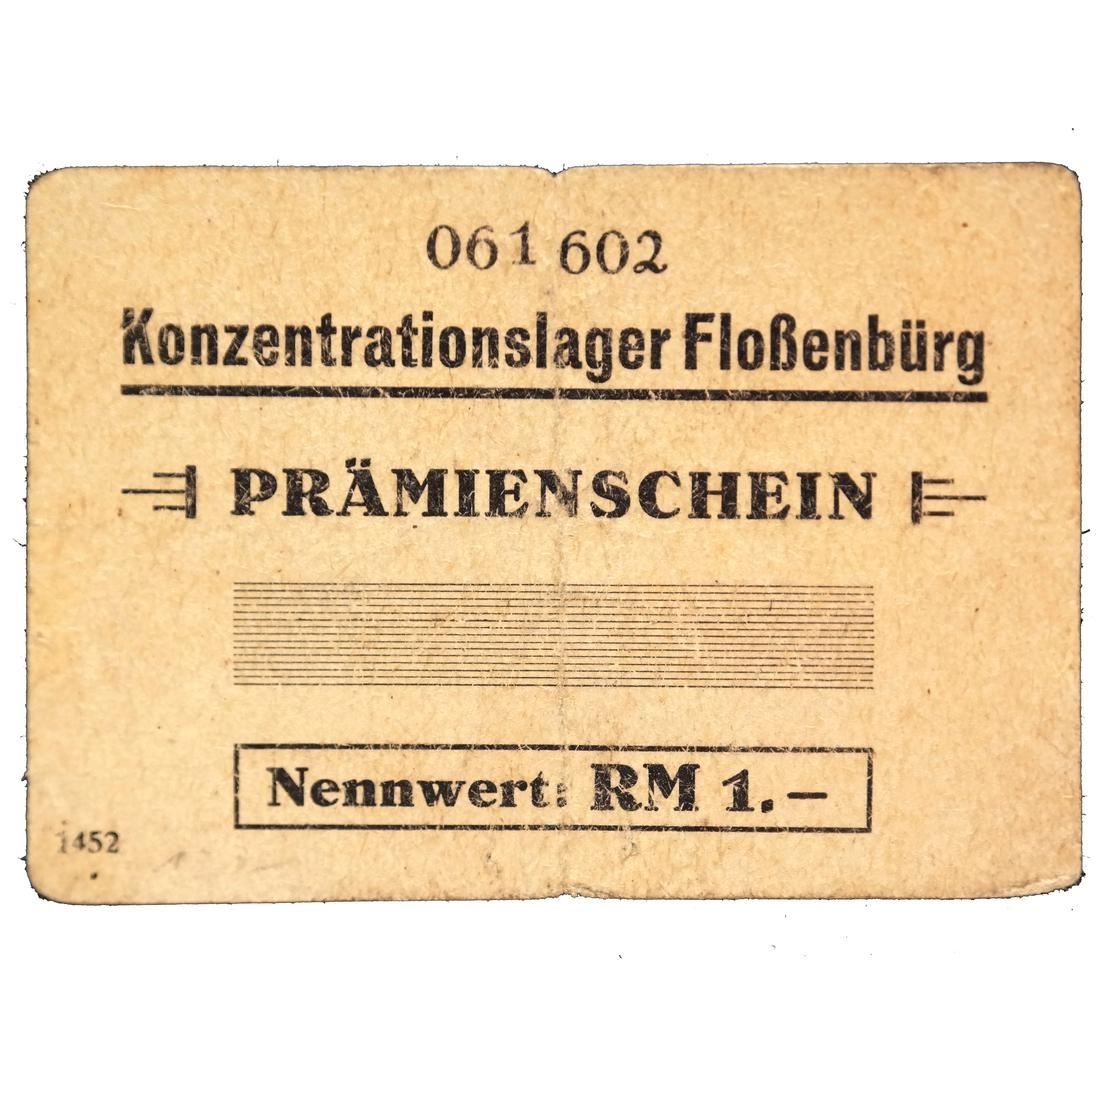 061 602
Konzentrationslager Floßenbürg
PRÄMIENSCHEIN
Nennwert: RM 1.–
1452